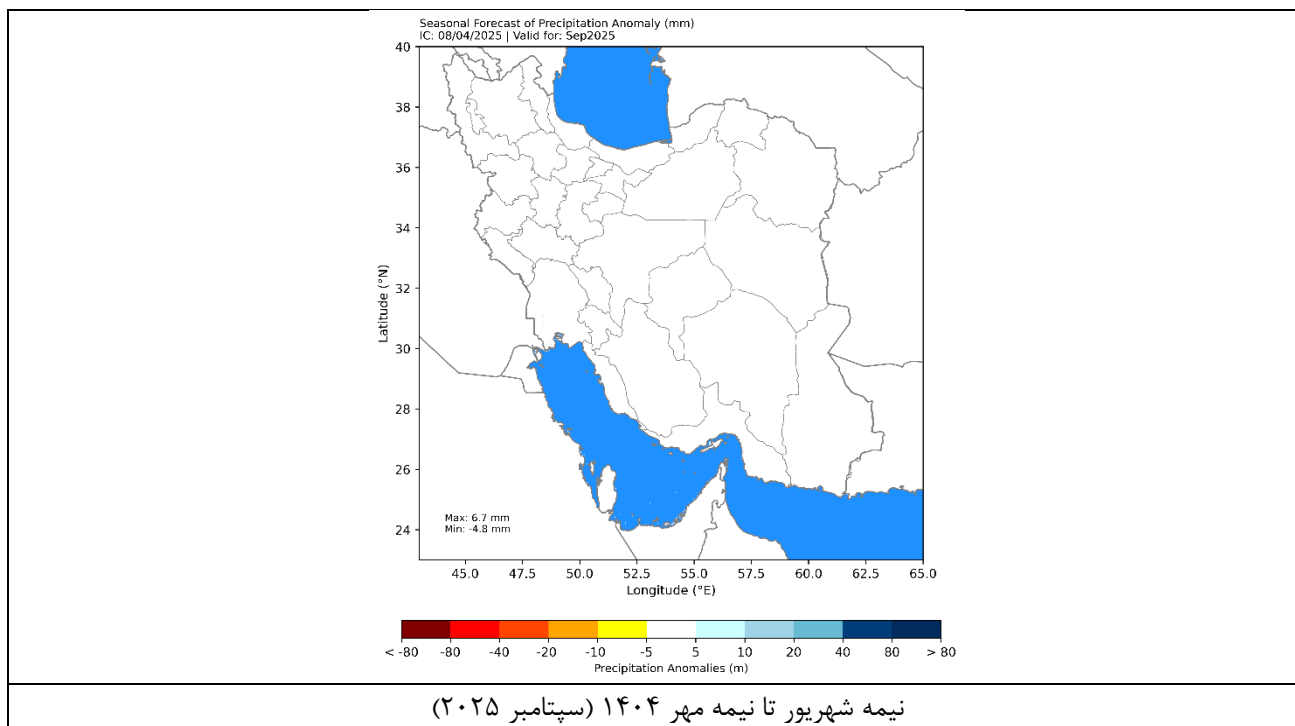 Seasonal Forecast of Precipitation Anomaly (mm)
IC: 08/04/2025 | Valid for: Sep2025
40
38
36
34
32
30
28
26
24
Latitude (°N)
Max: 6.7 mm
Min: -4.8 mm
45.0 47.5 50.0 52.5 55.0 57.5 60.0 62.5 65.0
Longitude (°E)
< -80 -80 -40 -20 -10 -5 5 10 20 40 80 > 80
Precipitation Anomalies (m)
نیمه شهریور تا نیمه مهر ۱۴۰۴ (سپتامبر ۲۰۲۵)